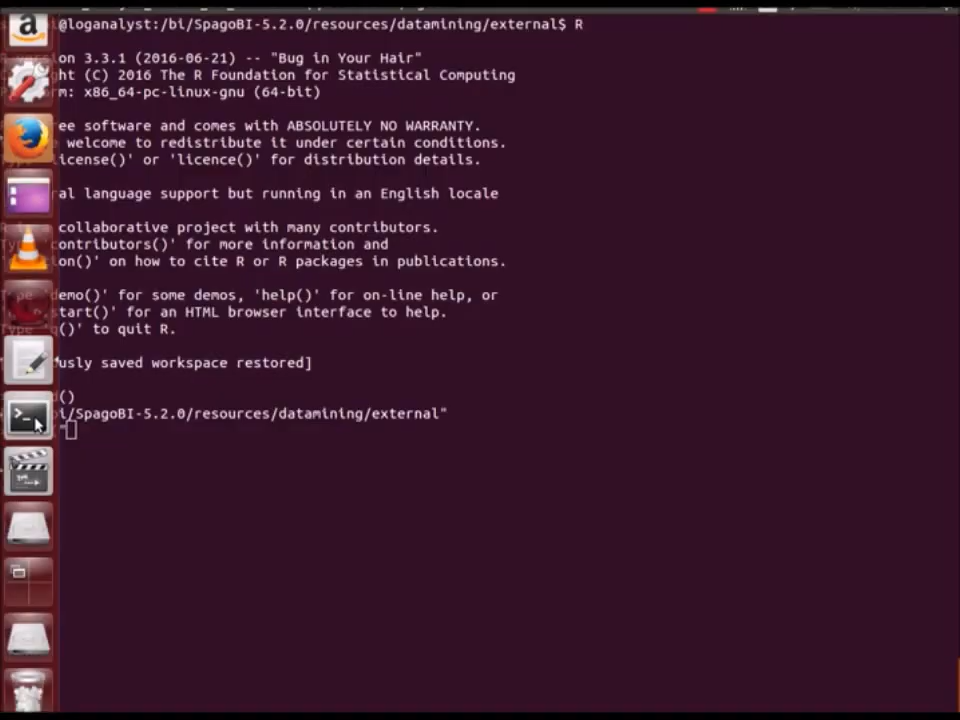 @loganalyst:/bi/SpagoBI-5.2.0/resources/datamining/external$ R
on 3.3.1 (2016-06-21) -- "Bug in Your Hair"
ht (C) 2016 The R Foundation for Statistical Computing
m: x86_64-pc-linux-gnu (64-bit)
ee software and comes with ABSOLUTELY NO WARRANTY.
welcome to redistribute it under certain conditions.
icense()' or 'licence()' for distribution details.
al language support but running in an English locale
collaborative project with many contributors.
contributors()' for more information and
on()' on how to cite R or R packages in publications.
demo()' for some demos, 'help()' for on-line help, or
start()' for an HTML browser interface to help.
Type 'q()' to quit R.
usly saved workspace restored]
()
i/SpagoBI-5.2.0/resources/datamining/external"